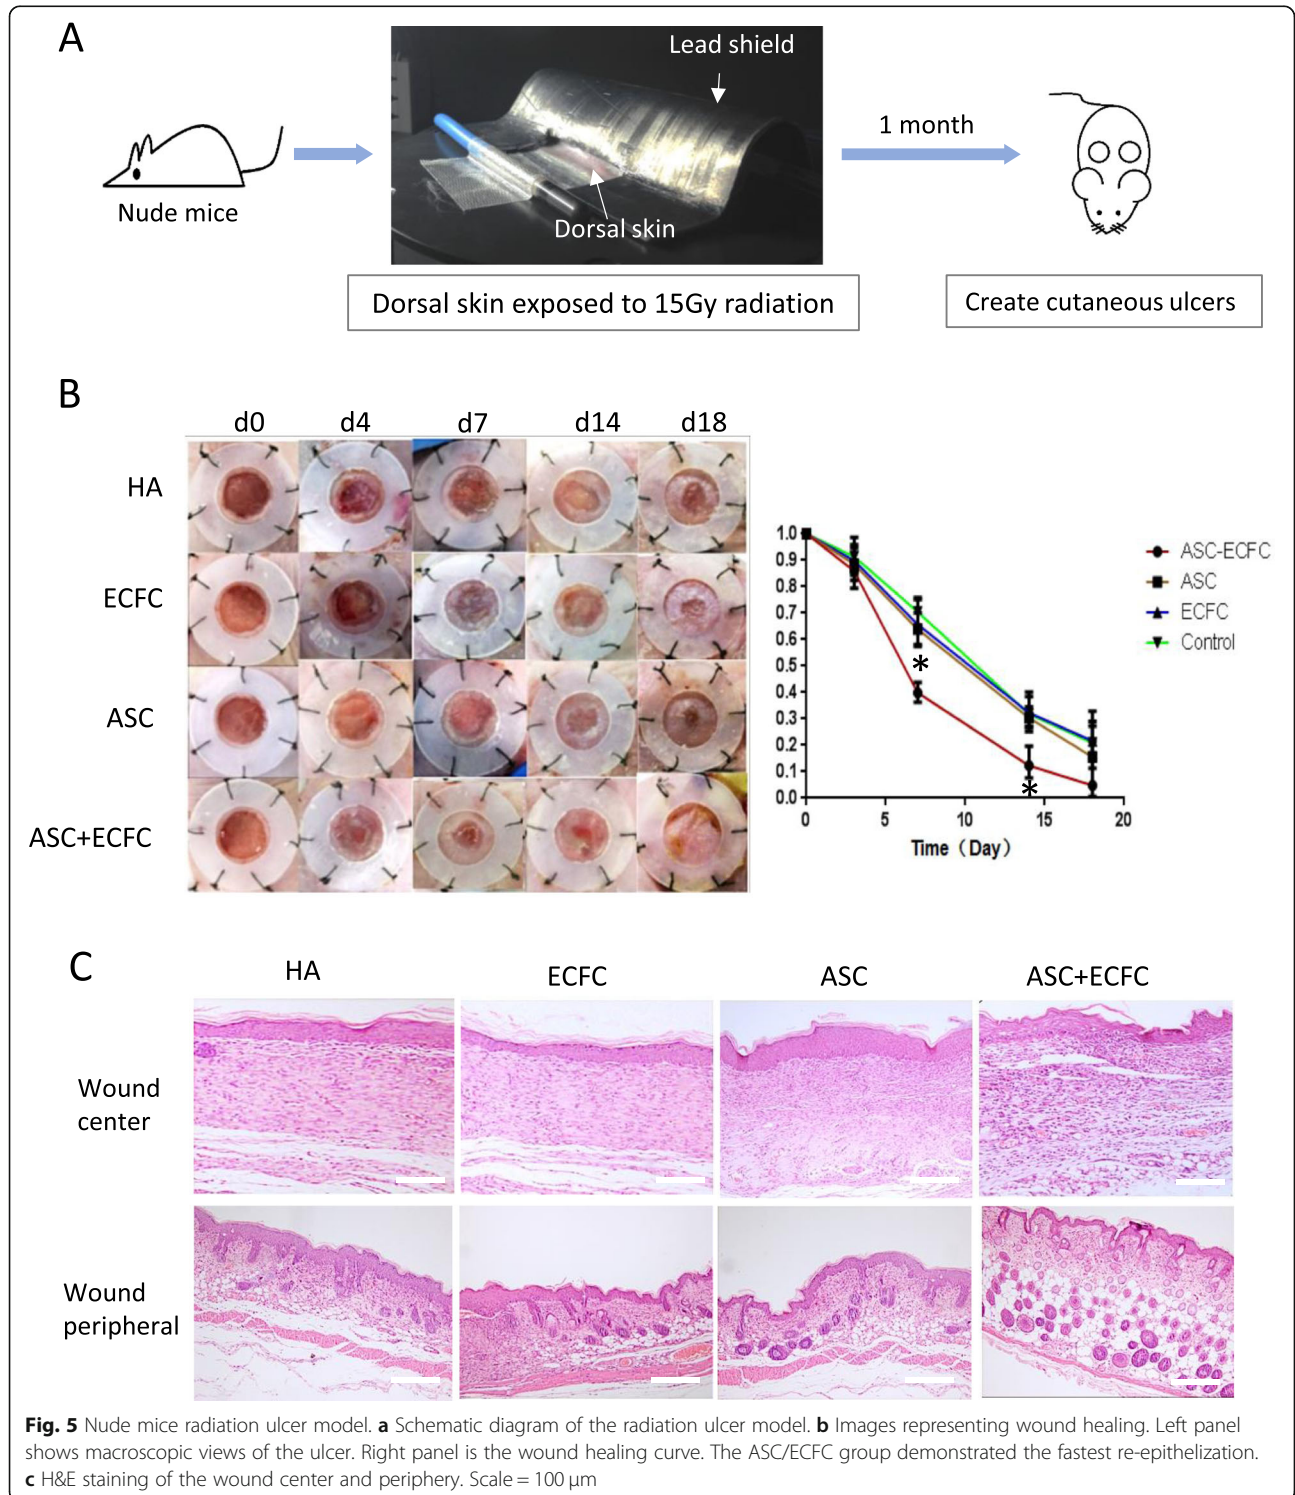 A
Lead shield
1 month
Nude mice
Dorsal skin
Dorsal skin exposed to 15Gy radiation
Create cutaneous ulcers
B
d0 d4 d7 d14 d18
HA
ECFC
ASC
ASC+ECFC
1.0
0.9
0.8
0.7
0.6
0.5
0.4
0.3
0.2
0.1
0.0
*
*
0 5 10 15 20
Time（Day）
ASC-ECFC
ASC
ECFC
Control
C
HA ECFC ASC ASC+ECFC
Wound
center
Wound
peripheral
Fig. 5 Nude mice radiation ulcer model. a Schematic diagram of the radiation ulcer model. b Images representing wound healing. Left panel
shows macroscopic views of the ulcer. Right panel is the wound healing curve. The ASC/ECFC group demonstrated the fastest re-epithelization.
c H&E staining of the wound center and periphery. Scale = 100 μm